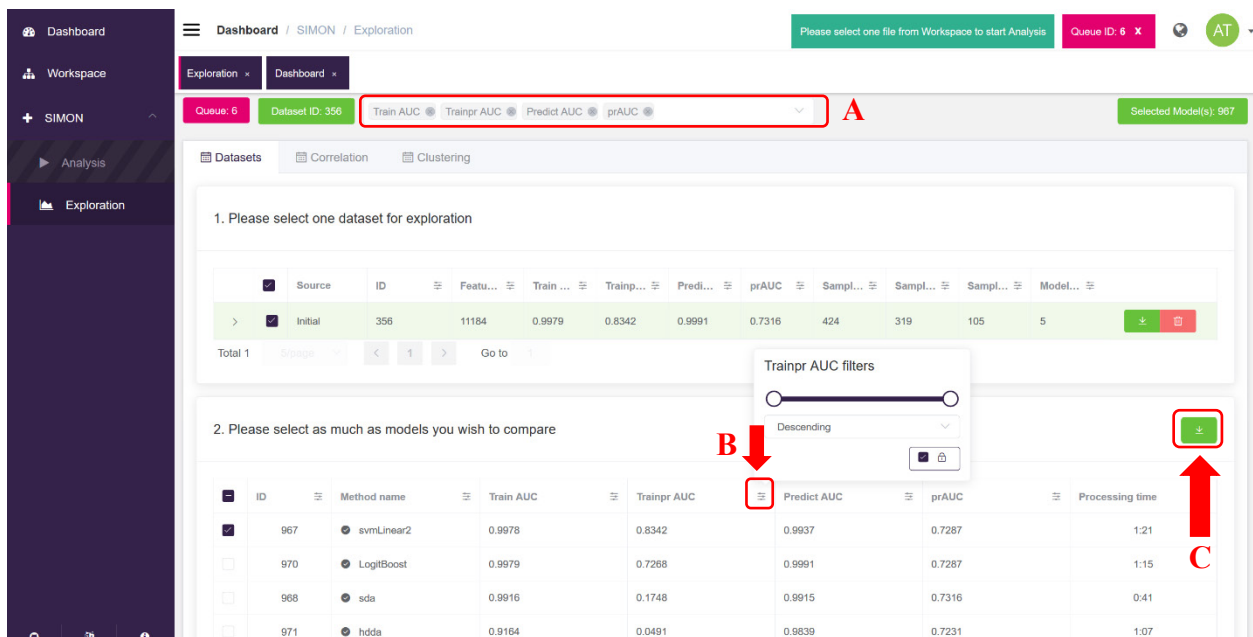 Dashboard
Workspace
SIMON
Analysis
Exploration
Dashboard / SIMON / Exploration
Please select one file from Workspace to start Analysis
Queue ID: 6 X
AT
Exploration ×
Dashboard ×
Queue: 6
Dataset ID: 356
Train AUC Trainpr AUC Predict AUC prAUC
A
Selected Model(s): 967
Datasets
Correlation
Clustering
1. Please select one dataset for exploration
Source ID Featu... Train ... Trainp... Predi... prAUC Sampl... Sampl... Sampl... Model...
Initial 356 11184 0.9979 0.8342 0.9991 0.7316 424 319 105 5
Total 1 5/page < 1 > Go to 1
Trainpr AUC filters
Descending
2. Please select as much as models you wish to compare
B
ID Method name Train AUC Trainpr AUC Predict AUC prAUC Processing time
967 svmLinear2 0.9978 0.8342 0.9937 0.7287 1:21
970 LogitBoost 0.9979 0.7268 0.9991 0.7287 1:15
C
968 sda 0.9916 0.1748 0.9915 0.7316 0:41
971 hdda 0.9164 0.0491 0.9839 0.7231 1:07